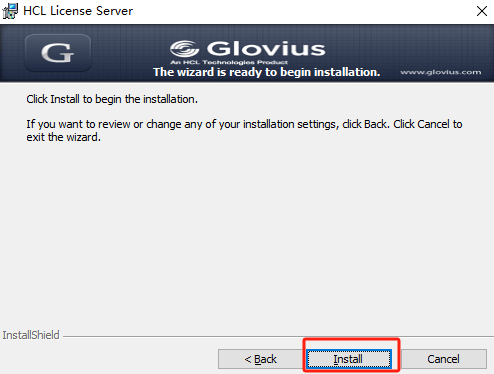 HCL License Server
G
Glovius
An HCL Technologies Product
The wizard is ready to begin installation.
www.glovius.com
Click Install to begin the installation.
If you want to review or change any of your installation settings, click Back. Click Cancel to
exit the wizard.
InstallShield
< Back
Install
Cancel